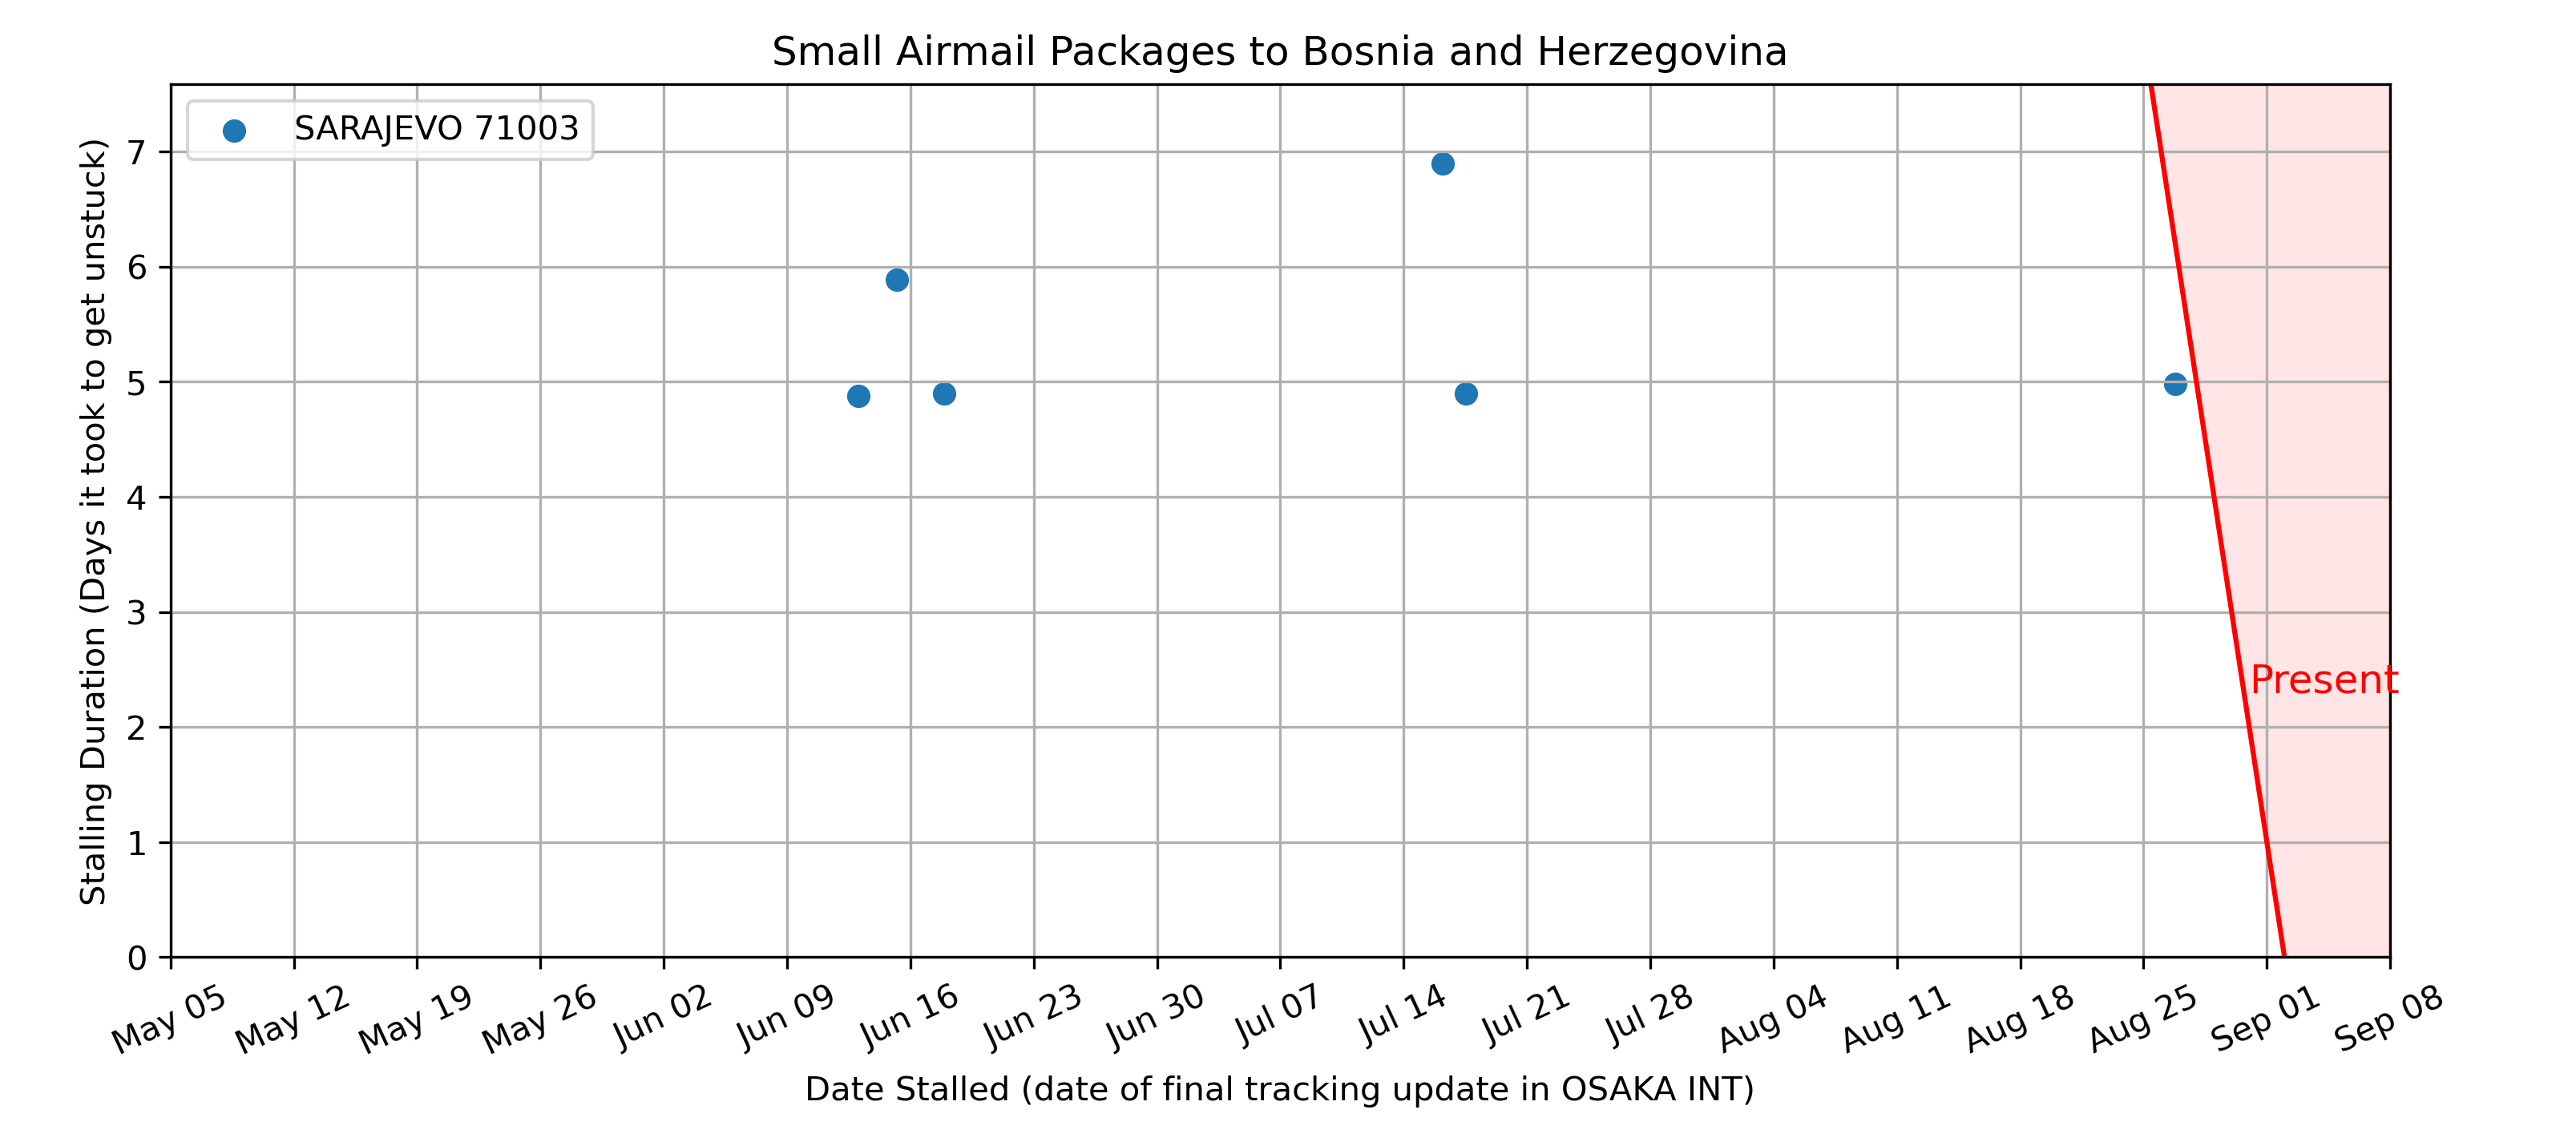 Small Airmail Packages to Bosnia and Herzegovina
SARAJEVO 71003
Stalling Duration (Days it took to get unstuck)
7
6
5
4
3
2
1
0
Present
May 05
May 12
May 19
May 26
Jun 02
Jun 09
Jun 16
Jun 23
Jun 30
Jul 07
Jul 14
Jul 21
Jul 28
Aug 04
Aug 11
Aug 18
Aug 25
Sep 01
Sep 08
Date Stalled (date of final tracking update in OSAKA INT)